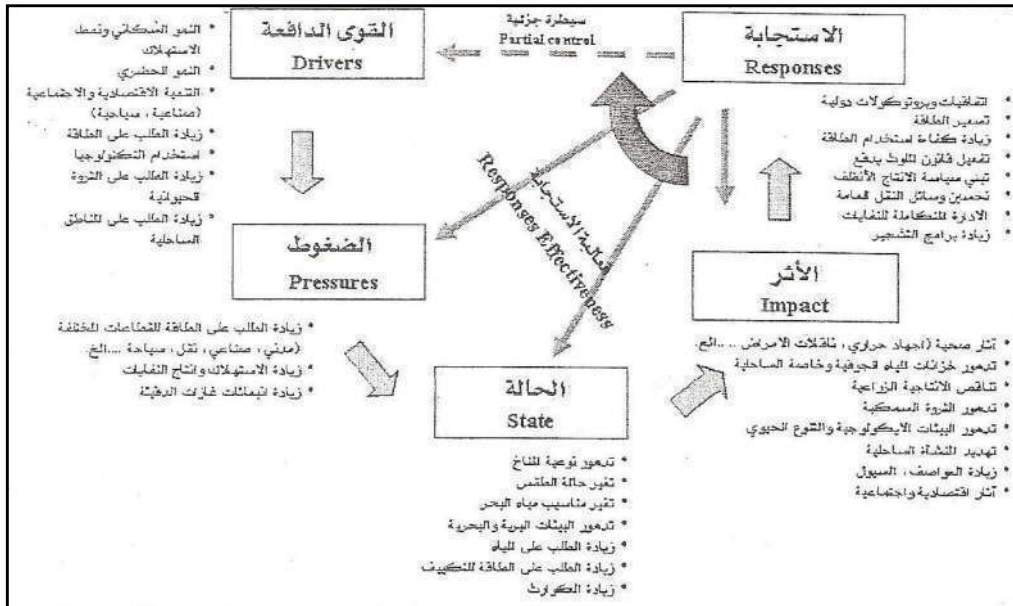 القوى الدافعة
Drivers
• النمو السكاني ونمط
الاستهلاك
• النمو الحضري
• التنمية الاقتصادية والاجتماعية
(صناعية، سياحية)
• زيادة الطلب على الطاقة
• استخدام التكنولوجيا
• زيادة الطلب على الثروة
الحيوانية
• زيادة الطلب على المناطق
الساحلية
سيطرة جزئية
Partial control
الاستجابة
Responses
• اتفاقيات وبروتوكولات دولية
• تسعير الطاقة
• زيادة كفاءة استخدام الطاقة
• تفعيل قانون الملوث يدفع
• تبني سياسة الانتاج الأنظف
• تحسين وسائل النقل العامة
• الادارة المتكاملة للنفايات
• زيادة برامج التشجير
فعالية الاستجابة
Responses Effectiveness
الضغوط
Pressures
• زيادة الطلب على الطاقة للقطاعات المختلفة
(مدني، صناعي، نقل، سياحة ....الخ.
• زيادة الاستهلاك وانتاج النفايات
• زيادة انبعاثات غازات الدفيئة
الحالة
State
• تدهور نوعية المناخ
• تغير حالة الطقس
• تغير مناسيب مياه البحر
• تدهور البيئات البرية والبحرية
• زيادة الطلب على المياه
• زيادة الطلب على الطاقة للتكييف
• زيادة الكوارث
الأثر
Impact
• آثار صحية (اجهاد حراري، ناقلات الامراض ....الخ.
• تدهور خزانات المياه الجوفية وخاصة الساحلية
• تناقص الانتاجية الزراعية
• تدهور الثروة السمكية
• تدهور البيئات الايكولوجية والتنوع الحيوي
• تهديد المنشأة الساحلية
• زيادة العواصف، السيول
• آثار اقتصادية واجتماعية